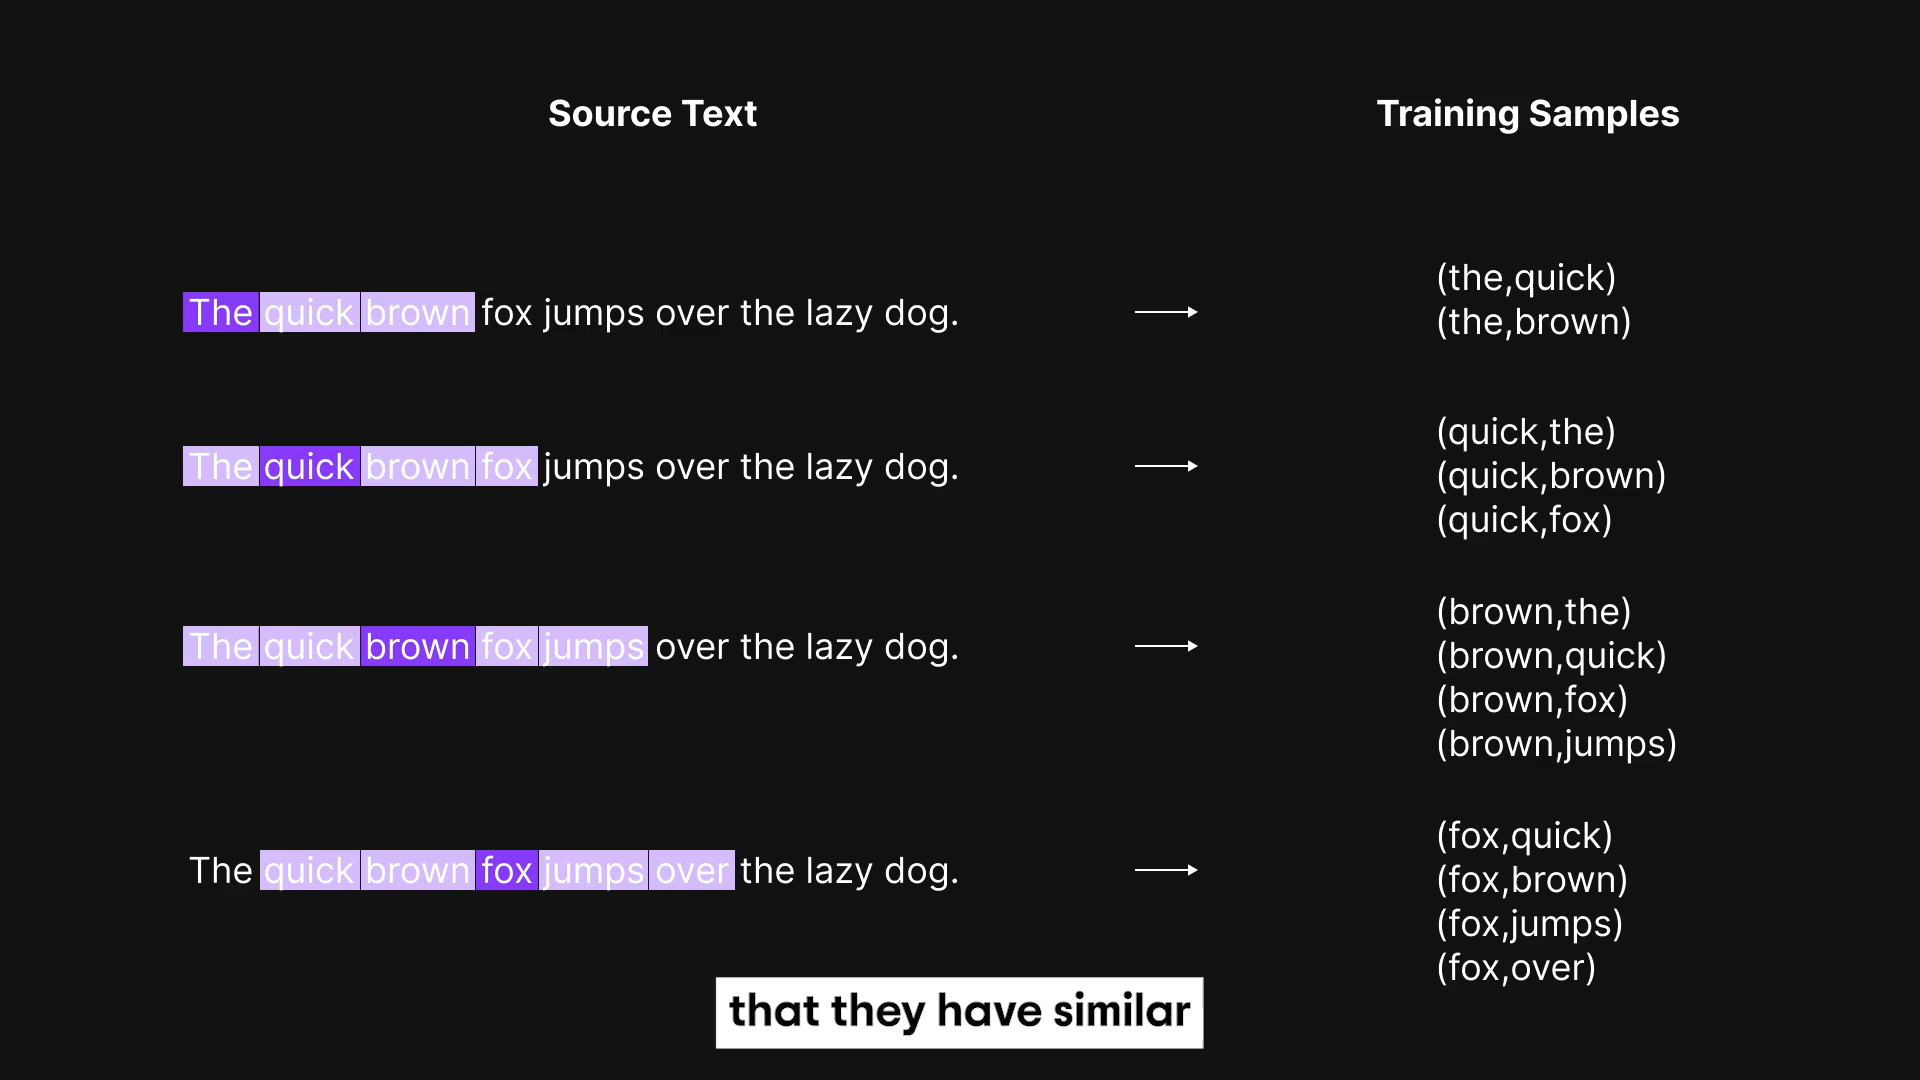 Source Text
Training Samples
The quick brown fox jumps over the lazy dog.
(the,quick)
(the,brown)
The quick brown fox jumps over the lazy dog.
(quick,the)
(quick,brown)
(quick,fox)
The quick brown fox jumps over the lazy dog.
(brown,the)
(brown,quick)
(brown,fox)
(brown,jumps)
The quick brown fox jumps over the lazy dog.
(fox,quick)
(fox,brown)
(fox,jumps)
(fox,over)
that they have similar